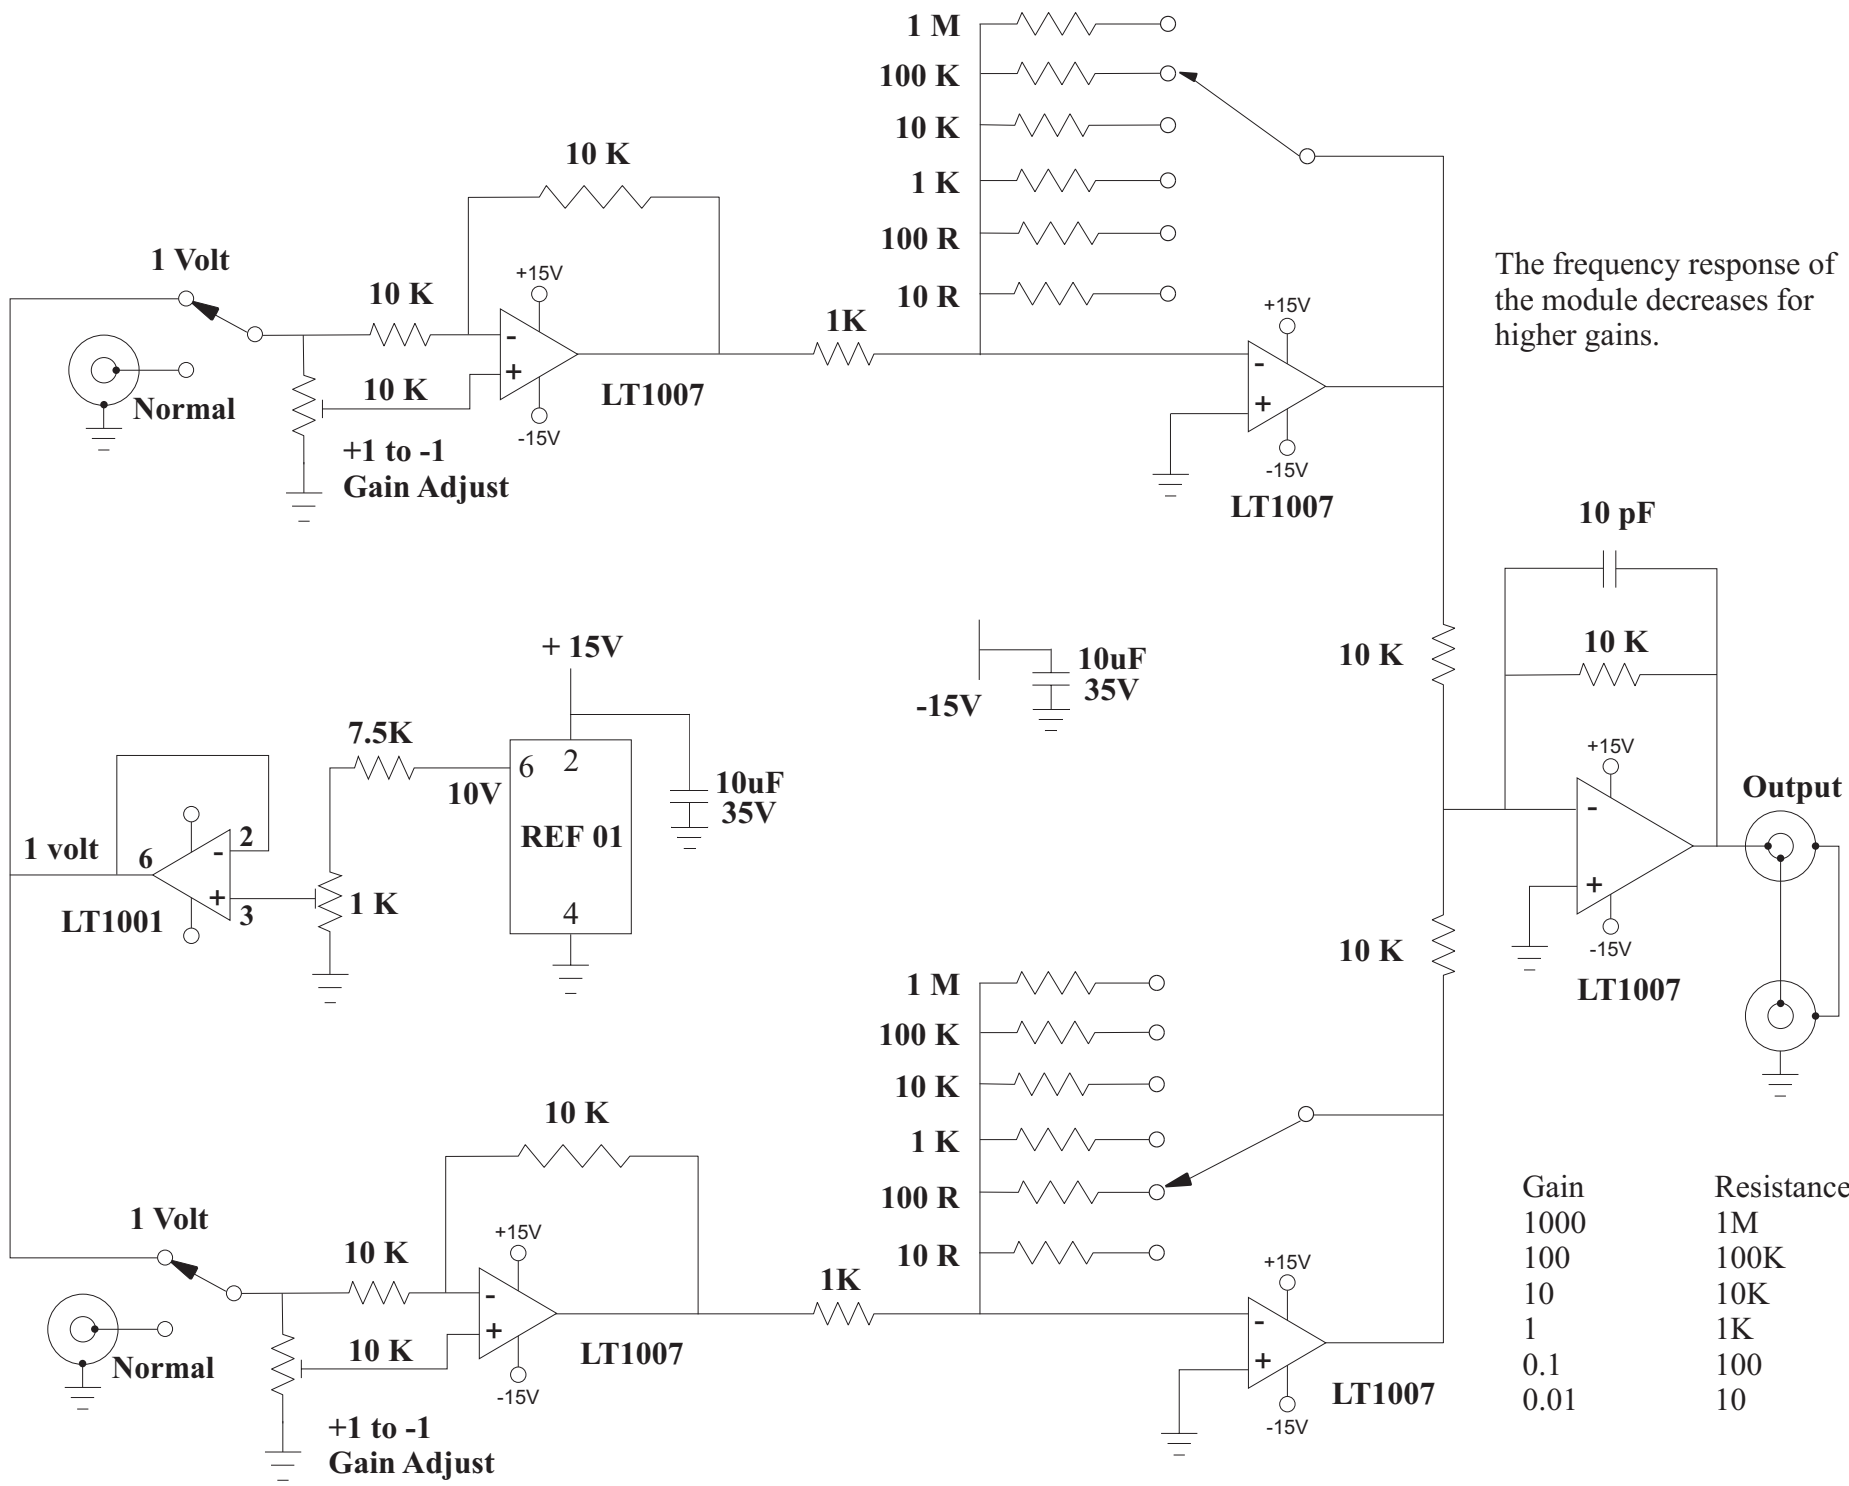 1 M
100 K
10 K
1 K
100 R
10 R
10 K
1 Volt
10 K
+15V
-
+
-15V
10 K
LT1007
Normal
+1 to -1
Gain Adjust
1K
+15V
-
+
-15V
LT1007
The frequency response of
the module decreases for
higher gains.
10 pF
10 K
10 K
+ 15V
10uF
35V
-15V
7.5K
10V
6
2
REF 01
4
10uF
35V
1 volt
6
2
-
+
3
LT1001
1 K
+15V
-
+
-15V
LT1007
Output
10 K
1 M
100 K
10 K
1 K
100 R
10 R
10 K
1 Volt
10 K
+15V
-
+
-15V
10 K
LT1007
Normal
+1 to -1
Gain Adjust
1K
+15V
-
+
-15V
LT1007
Gain Resistance
1000 1M
100 100K
10 10K
1 1K
0.1 100
0.01 10